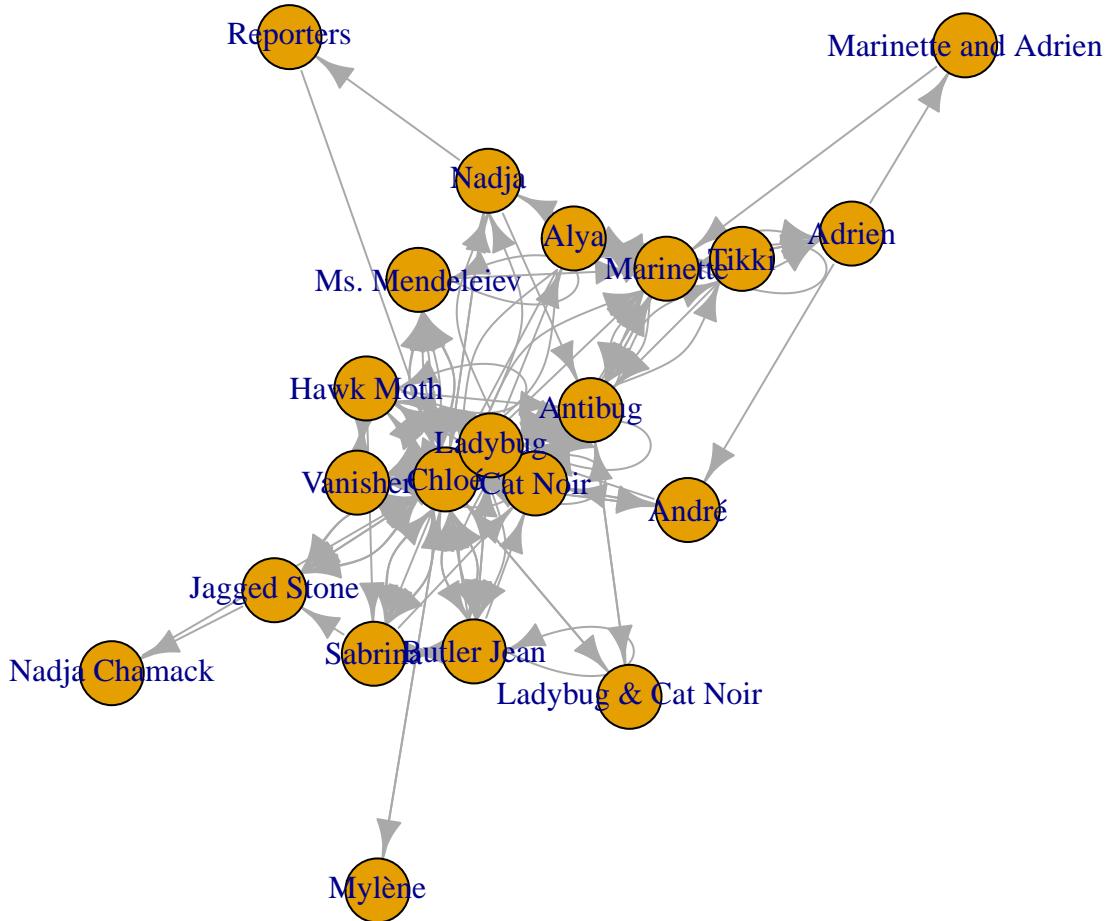 Reporters
Marinette and Adrien
Nadja
Alya
Adrien
Tikki
Marinette
Ms. Mendeleiev
Hawk Moth
Antibug
Ladybug
Vanisher
Chloé
Cat Noir
André
Jagged Stone
Sabrina
Butler Jean
Nadja Chamack
Ladybug & Cat Noir
Mylène